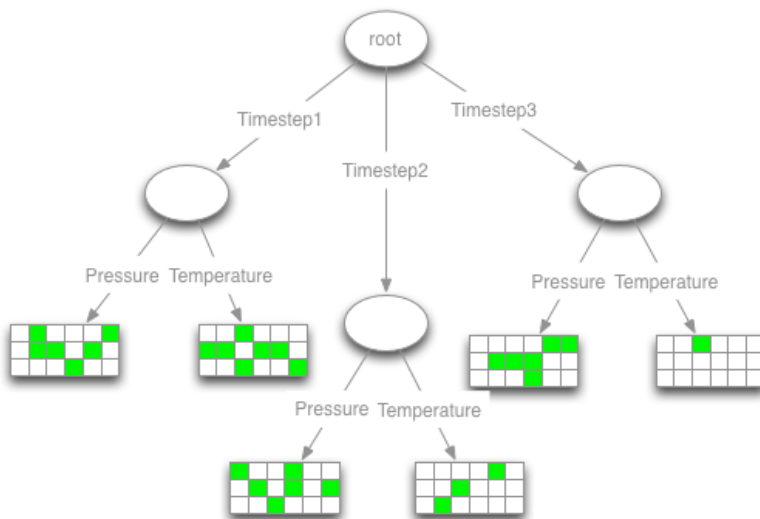 root
Timestep1
Timestep3
Timestep2
Pressure Temperature
Pressure Temperature
Pressure Temperature